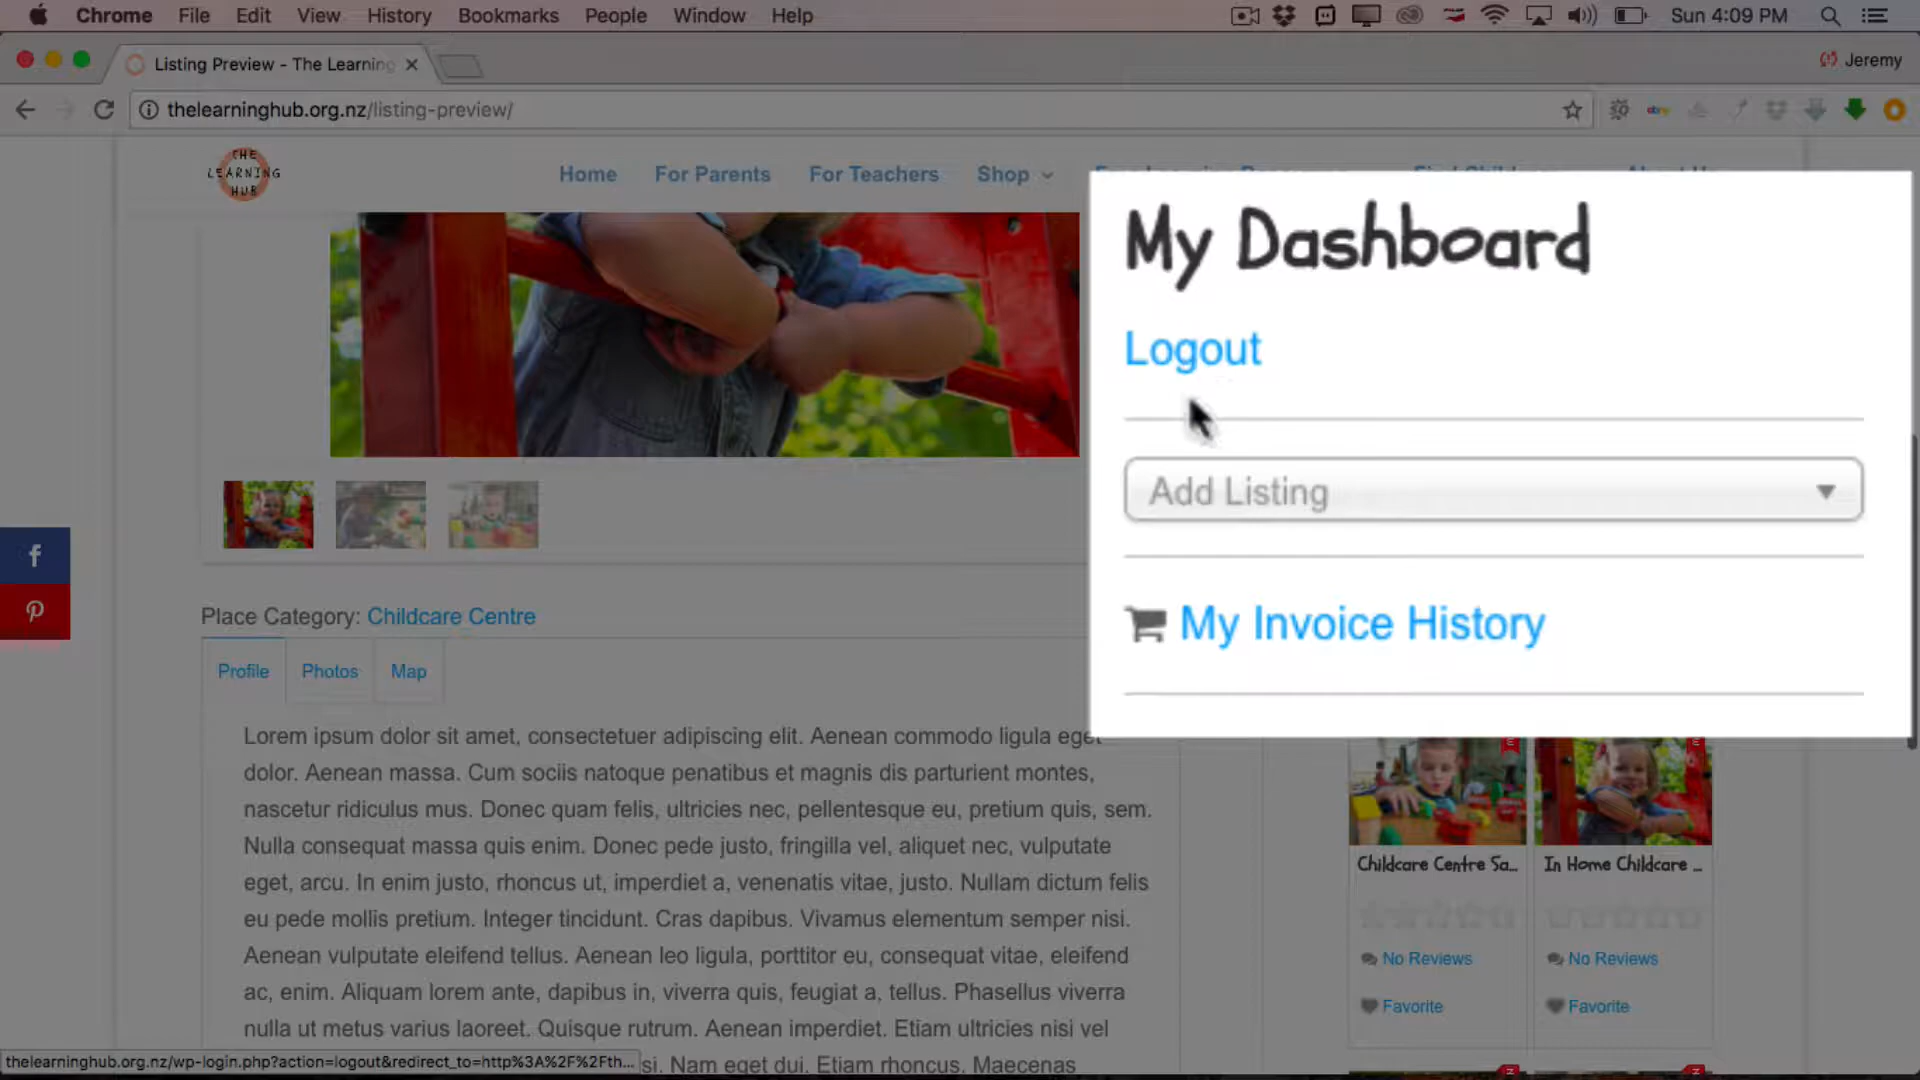 Chrome File Edit View History Bookmarks People Window Help Sun 4:09 PM
Listing Preview - The Learning
Jeremy
thelearninghub.org.nz/listing-preview/
THE
LEARNING
HUB
Home For Parents For Teachers Shop
My Dashboard
Logout
Add Listing
My Invoice History
Place Category: Childcare Centre
Profile Photos Map
Lorem ipsum dolor sit amet, consectetuer adipiscing elit. Aenean commodo ligula eget
dolor. Aenean massa. Cum sociis natoque penatibus et magnis dis parturient montes,
nascetur ridiculus mus. Donec quam felis, ultricies nec, pellentesque eu, pretium quis, sem.
Nulla consequat massa quis enim. Donec pede justo, fringilla vel, aliquet nec, vulputate
eget, arcu. In enim justo, rhoncus ut, imperdiet a, venenatis vitae, justo. Nullam dictum felis
eu pede mollis pretium. Integer tincidunt. Cras dapibus. Vivamus elementum semper nisi.
Aenean vulputate eleifend tellus. Aenean leo ligula, porttitor eu, consequat vitae, eleifend
ac, enim. Aliquam lorem ante, dapibus in, viverra quis, feugiat a, tellus. Phasellus viverra
nulla ut metus varius laoreet. Quisque rutrum. Aenean imperdiet. Etiam ultricies nisi vel
si. Nam eget dui. Etiam rhoncus. Maecenas
Childcare Centre Sa... In Home Childcare ...
No Reviews No Reviews
Favorite Favorite
thelearninghub.org.nz/wp-login.php?action=logout&redirect_to=http%3A%2F%2Fth...